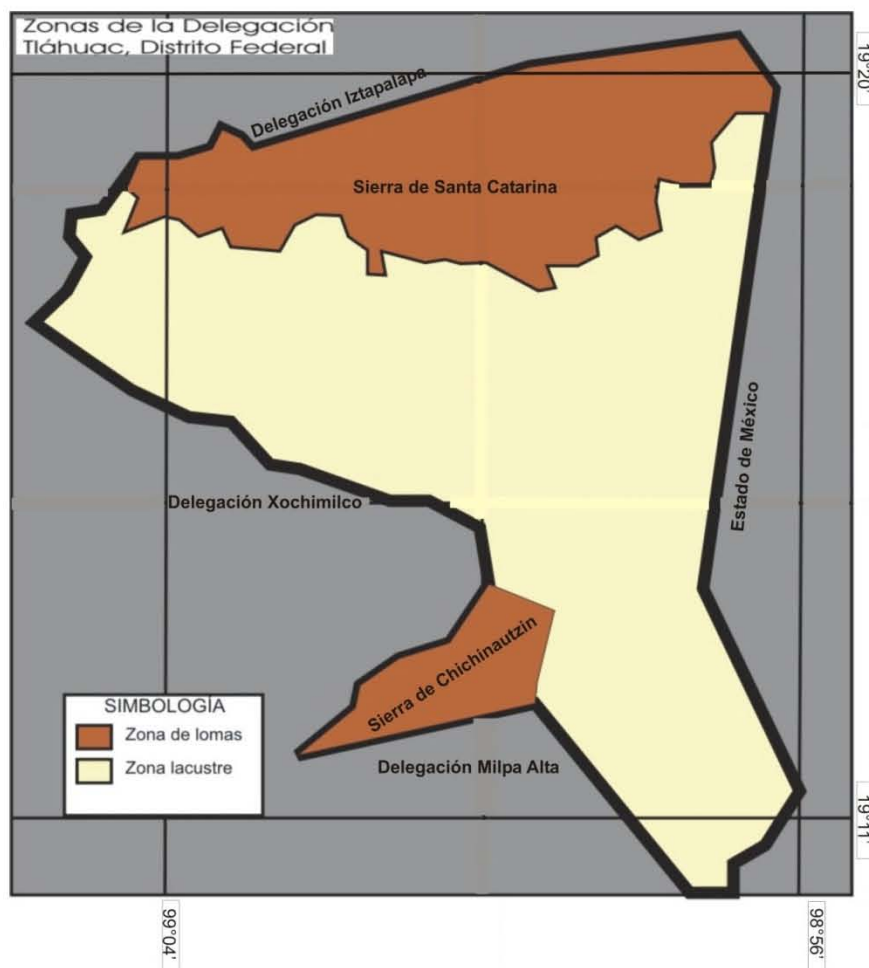 Zonas de la Delegación
Tláhuac, Distrito Federal
19°20'
Delegación Iztapalapa
Sierra de Santa Catarina
Estado de México
Delegación Xochimilco
Sierra de Chichinautzin
SIMBOLOGÍA
Zona de lomas
Zona lacustre
Delegación Milpa Alta
19°11'
99°04'
98°56'